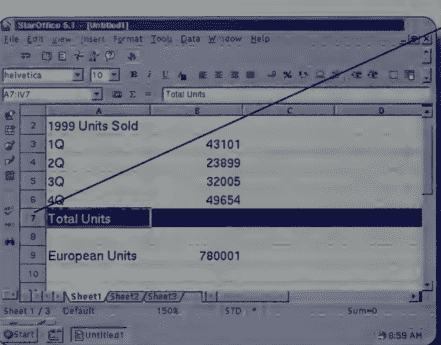 StarOffice 5.1 - [Untitled1]
File Edit View Insert Format Tools Data Window Help
helvetica 10 B i U
A7:IV7 Σ = Total Units
A B C D
2 1999 Units Sold
3 1Q 43101
4 2Q 23899
5 3Q 32005
6 4Q 49654
7 Total Units
8
9 European Units 780001
10
Sheet1 Sheet2 Sheet3
Sheet 1 / 3 Default 150% STD * Sum=0
Start Untitled1 8:59 AM